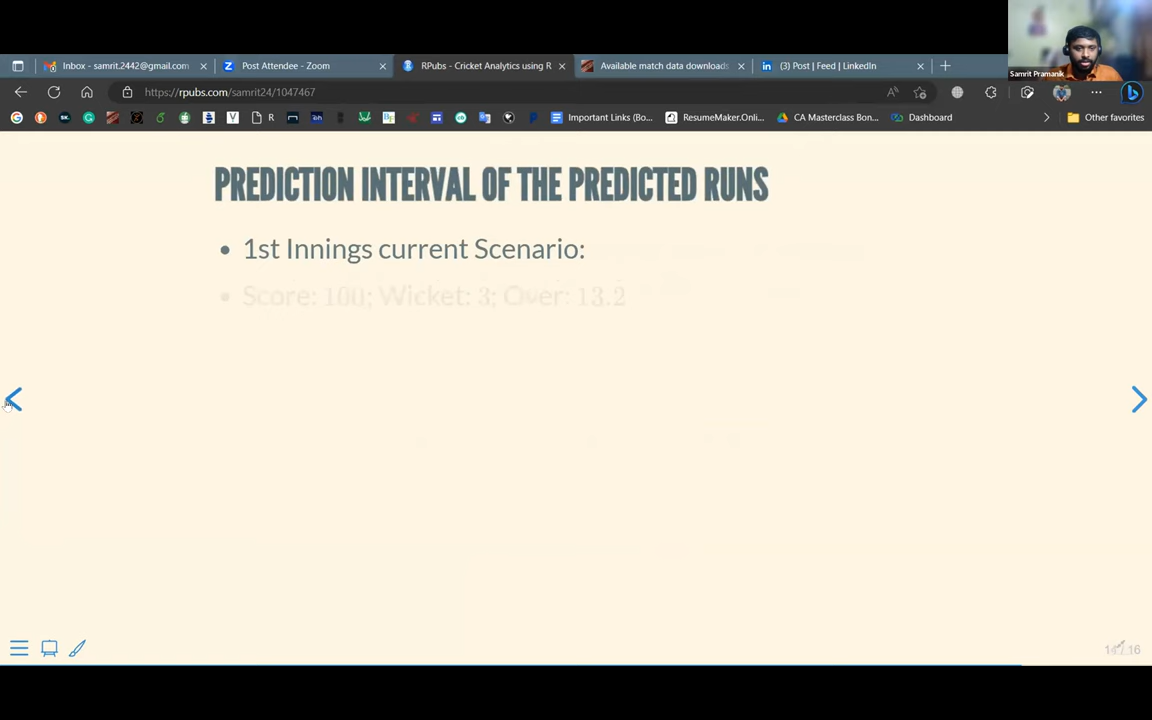 Samrit Pramanik
Inbox - samrit.2442@gmail.com
Post Attendee - Zoom
RPubs - Cricket Analytics using R
Available match data downloads
(3) Post | Feed | LinkedIn
https://rpubs.com/samrit24/1047467
R
Important Links (Bo...
ResumeMaker.Onli...
CA Masterclass Bon...
Dashboard
Other favorites
PREDICTION INTERVAL OF THE PREDICTED RUNS
• 1st Innings current Scenario:
• Score: 100; Wicket: 3; Over: 13.2